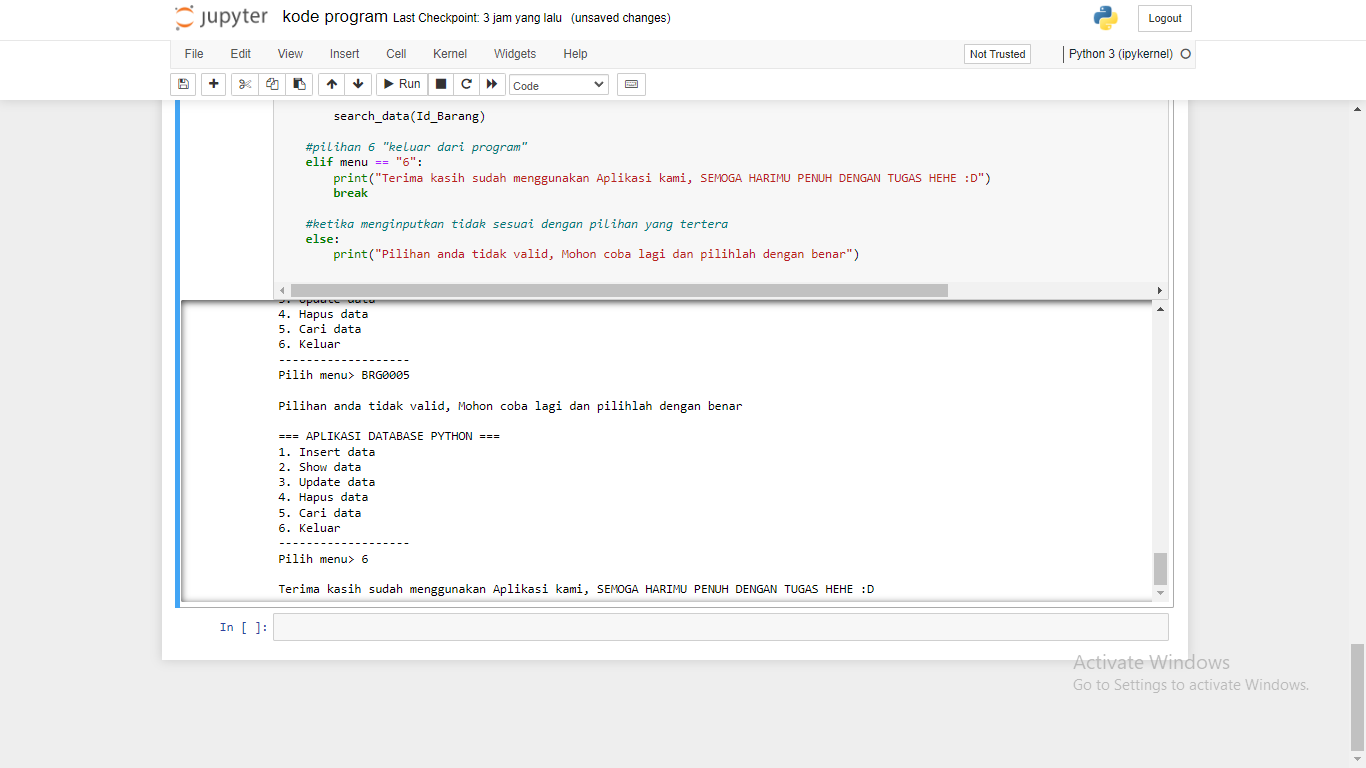 jupyter kode program Last Checkpoint: 3 jam yang lalu (unsaved changes) Logout
File Edit View Insert Cell Kernel Widgets Help Not Trusted Python 3 (ipykernel)
Run Code
search_data(Id_Barang)
#pilihan 6 "keluar dari program"
elif menu == "6":
print("Terima kasih sudah menggunakan Aplikasi kami, SEMOGA HARIMU PENUH DENGAN TUGAS HEHE :D")
break
#ketika menginputkan tidak sesuai dengan pilihan yang tertera
else:
print("Pilihan anda tidak valid, Mohon coba lagi dan pilihlah dengan benar")
3. Update data
4. Hapus data
5. Cari data
6. Keluar
-------------------
Pilih menu> BRG0005
Pilihan anda tidak valid, Mohon coba lagi dan pilihlah dengan benar
=== APLIKASI DATABASE PYTHON ===
1. Insert data
2. Show data
3. Update data
4. Hapus data
5. Cari data
6. Keluar
-------------------
Pilih menu> 6
Terima kasih sudah menggunakan Aplikasi kami, SEMOGA HARIMU PENUH DENGAN TUGAS HEHE :D
In [ ]:
Activate Windows
Go to Settings to activate Windows.